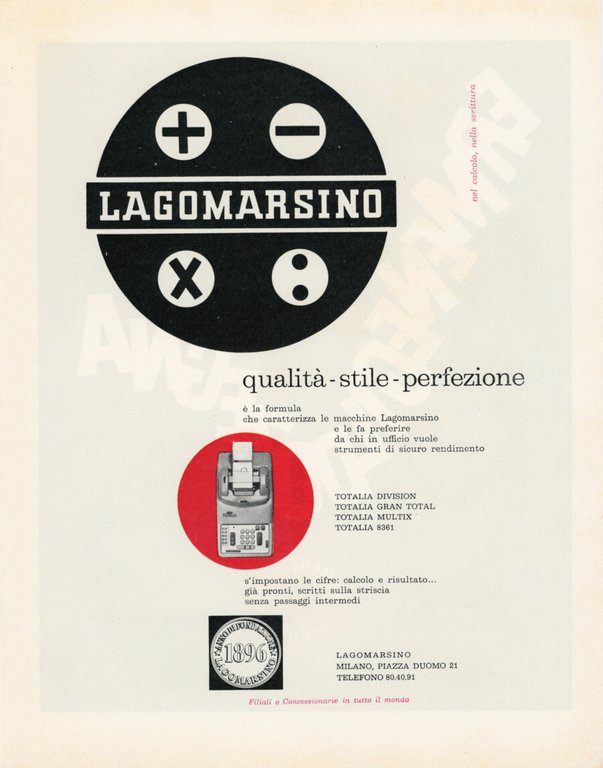 + −
LAGOMARSINO
x :
nel calcolo, nella scrittura
qualità - stile - perfezione
è la formula
che caratterizza le macchine Lagomarsino
e le fa preferire
da chi in ufficio vuole
strumenti di sicuro rendimento
TOTALIA DIVISION
TOTALIA GRAN TOTAL
TOTALIA MULTIX
TOTALIA 8361
s'impostano le cifre: calcolo e risultato...
già pronti, scritti sulla striscia
senza passaggi intermedi
ANNO DI FONDAZIONE
1896
LAGOMARSINO
LAGOMARSINO
MILANO, PIAZZA DUOMO 21
TELEFONO 80.40.91
Filiali e Concessionarie in tutto il mondo